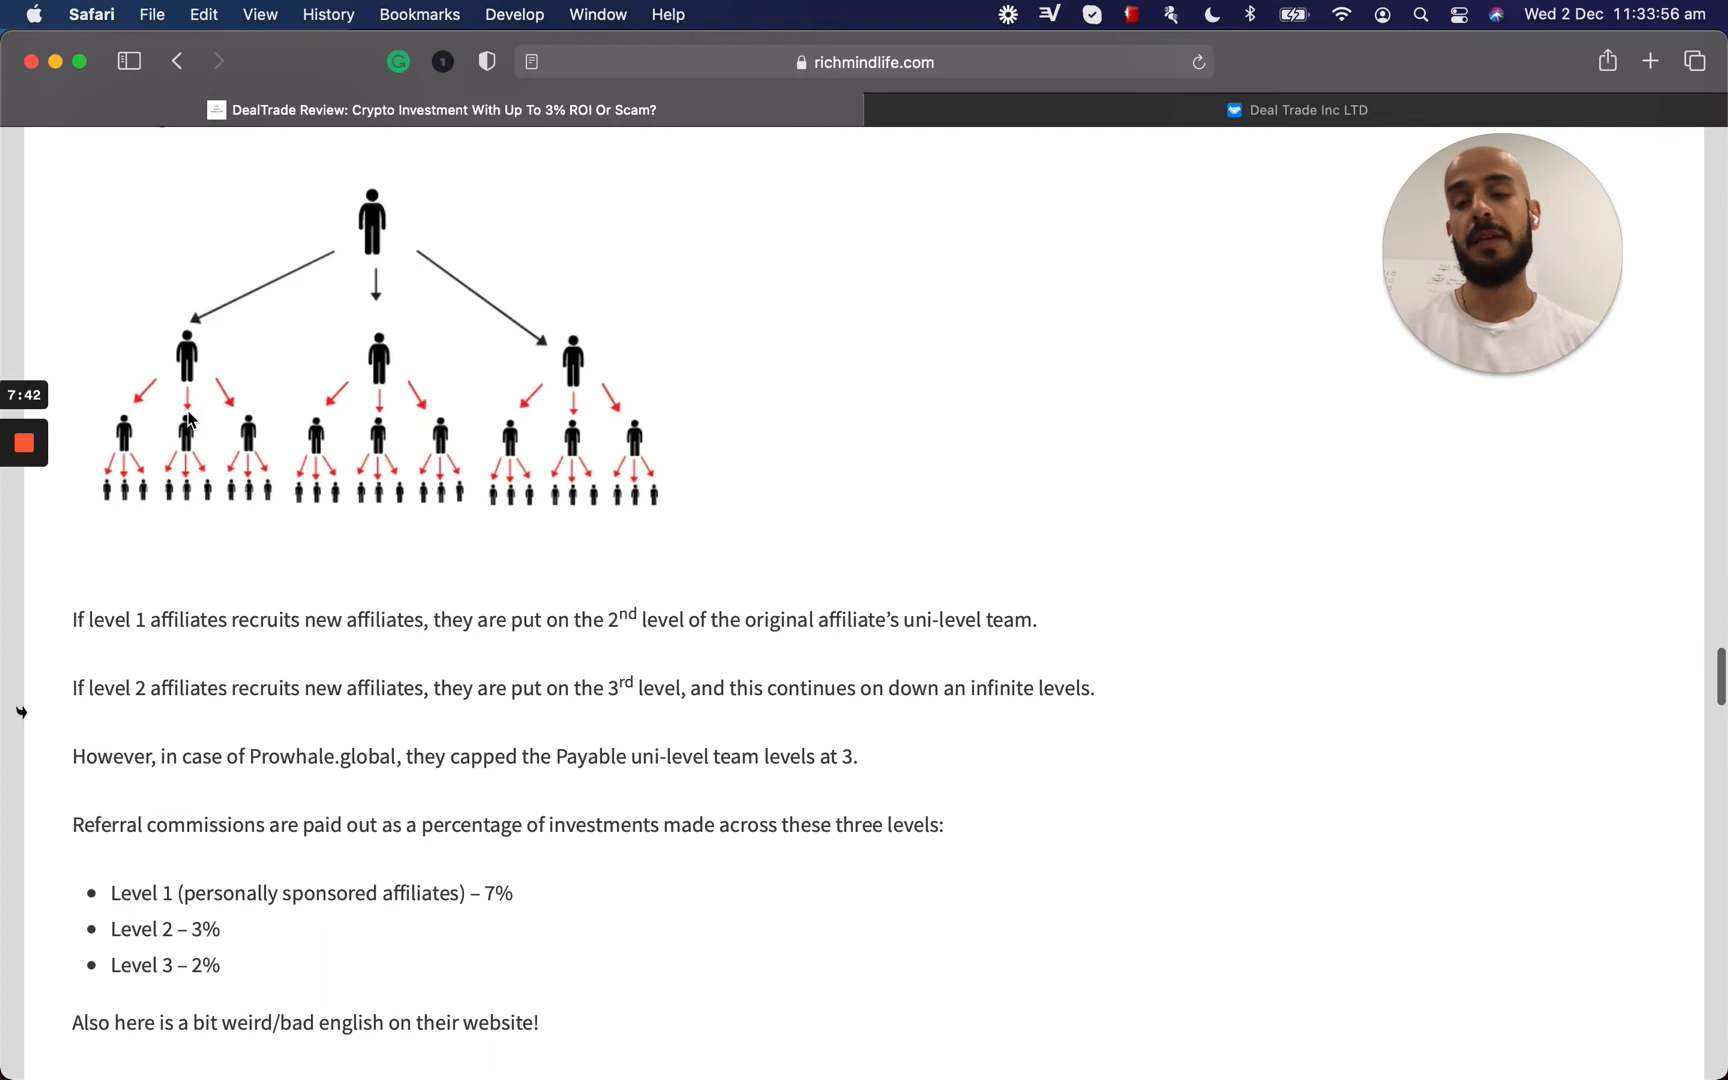 Safari File Edit View History Bookmarks Develop Window Help Wed 2 Dec 11:33:56 am
richmindlife.com
DealTrade Review: Crypto Investment With Up To 3% ROI Or Scam? Deal Trade Inc LTD
7:42
If level 1 affiliates recruits new affiliates, they are put on the 2nd level of the original affiliate’s uni-level team.
If level 2 affiliates recruits new affiliates, they are put on the 3rd level, and this continues on down an infinite levels.
However, in case of Prowhale.global, they capped the Payable uni-level team levels at 3.
Referral commissions are paid out as a percentage of investments made across these three levels:
• Level 1 (personally sponsored affiliates) – 7%
• Level 2 – 3%
• Level 3 – 2%
Also here is a bit weird/bad english on their website!